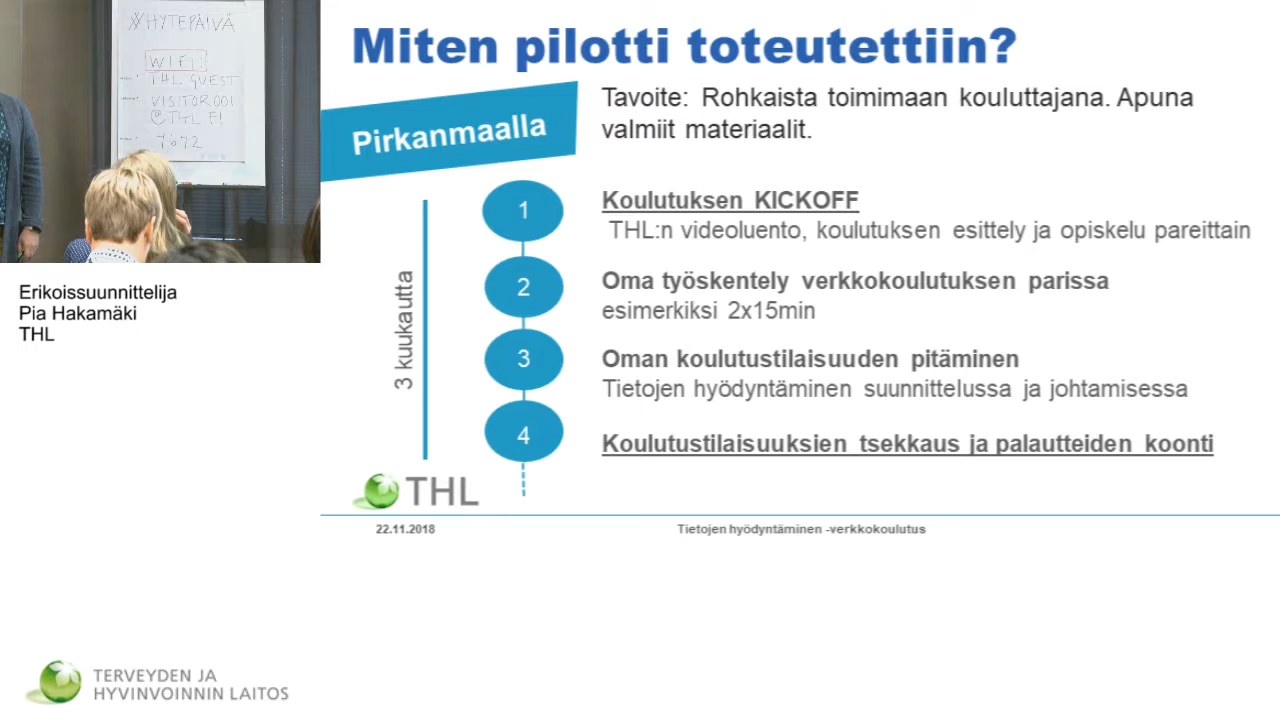 #HYTEPÄIVÄ
WIFI:
THL GUEST
VISITOR001
@THL.FI
7672
Erikoissuunnittelija
Pia Hakamäki
THL
Miten pilotti toteutettiin?
Pirkanmaalla
Tavoite: Rohkaista toimimaan kouluttajana. Apuna
valmiit materiaalit.
3 kuukautta
1
Koulutuksen KICKOFF
THL:n videoluento, koulutuksen esittely ja opiskelu pareittain
2
Oma työskentely verkkokoulutuksen parissa
esimerkiksi 2x15min
3
Oman koulutustilaisuuden pitäminen
Tietojen hyödyntäminen suunnittelussa ja johtamisessa
4
Koulutustilaisuuksien tsekkaus ja palautteiden koonti
THL
22.11.2018
Tietojen hyödyntäminen -verkkokoulutus
TERVEYDEN JA
HYVINVOINNIN LAITOS